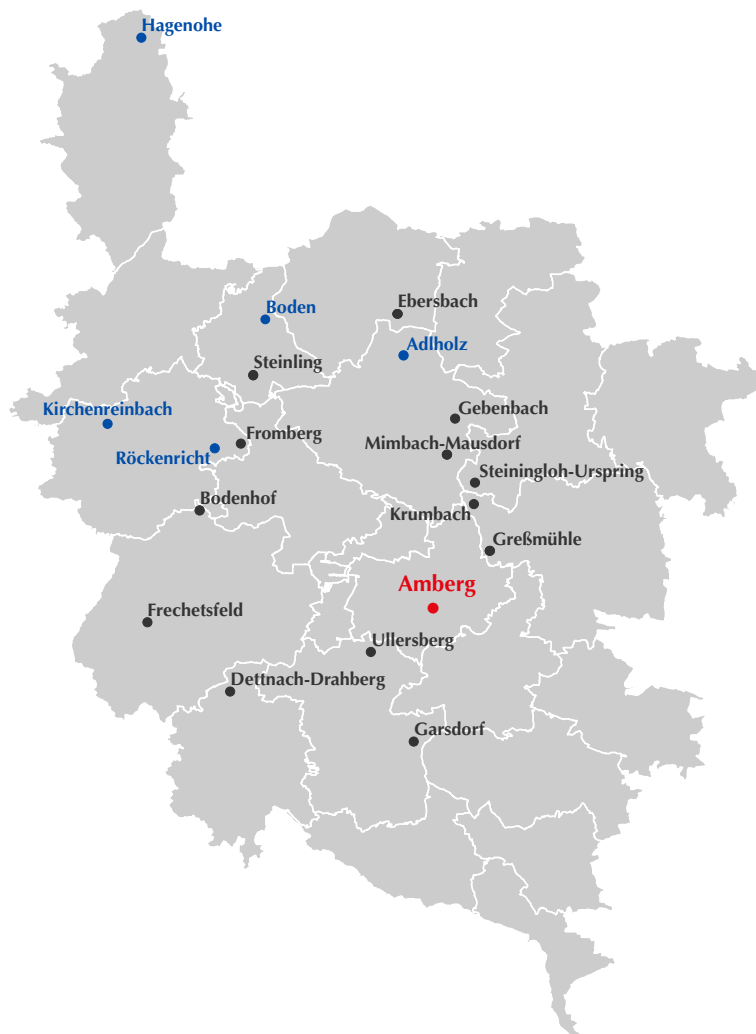 Hagenohe
Ebersbach
Boden
Adlholz
Steinling
Kirchenreinbach
Gebenbach
Fromberg
Mimbach-Mausdorf
Röckenricht
Steiningloh-Urspring
Bodenhof
Krumbach
Greßmühle
Amberg
Frechetsfeld
Ullersberg
Dettnach-Drahberg
Garsdorf